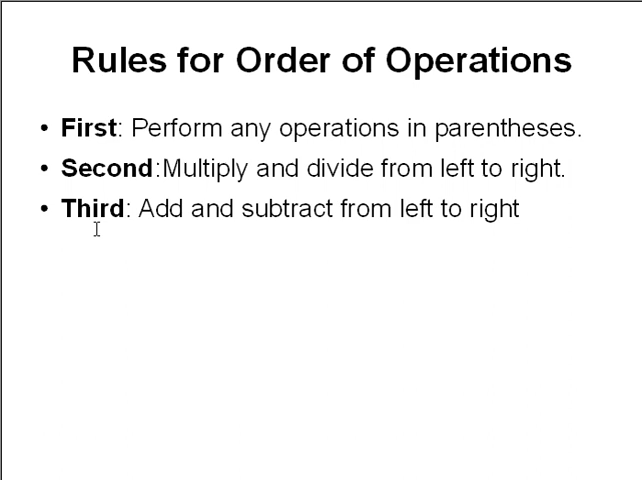 Rules for Order of Operations
• First: Perform any operations in parentheses.
• Second:Multiply and divide from left to right.
• Third: Add and subtract from left to right